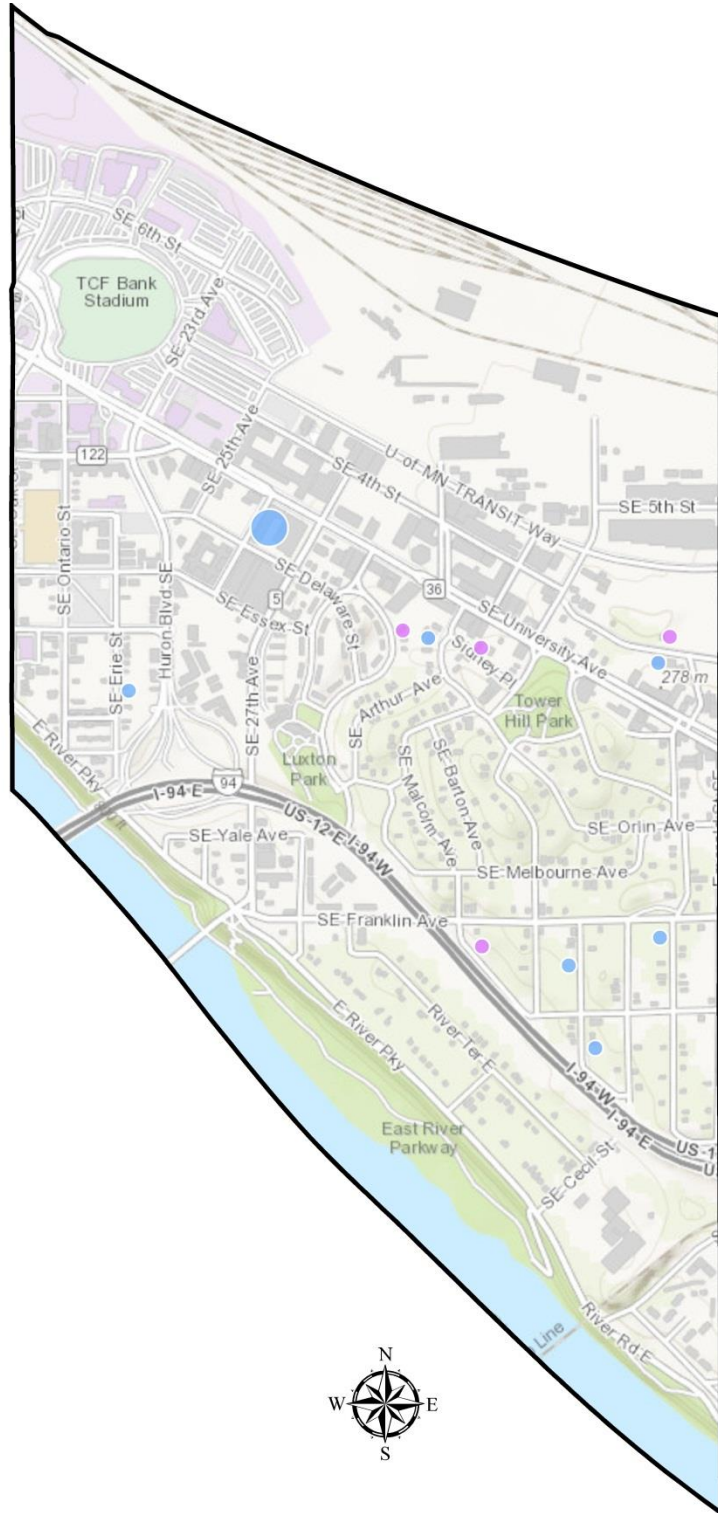 SE 6th St
TCF Bank
Stadium
SE-23rd Ave
122
SE-25th Ave
SE-4th St
U-of-MN-TRANSIT-Way
SE-5th St
SE-Ontario St
Huron-Blvd-SE
SE-Delaware-St
5
36
SE-Essex-St
SE-Erie-St
SE-University-Ave
Sidney-Pl
278 m
SE-27th-Ave
SE-Arthur-Ave
Tower
Hill Park
E-River-Pky
Luxton
Park
SE-Malcolm-Ave
SE-Barton-Ave
94
I-94-E
US-12-E
I-94-W
SE-Yale Ave
SE-Orlin-Ave
SE-Melbourne-Ave
SE-Franklin-Ave
E-River-Pky
River-Ter-E
I-94-W
I-94-E
East River
Parkway
SE-Cecil-St
Line
River Rd-E
N
W
E
S